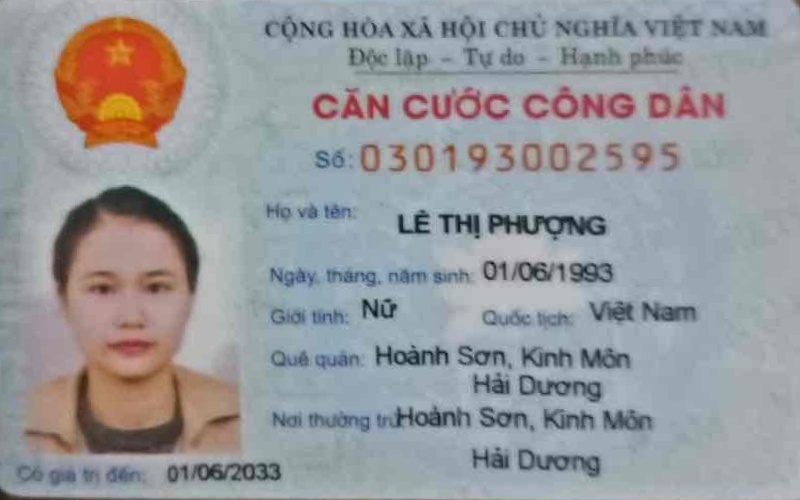 CỘNG HÒA XÃ HỘI CHỦ NGHĨA VIỆT NAM
Độc lập - Tự do - Hạnh phúc
CĂN CƯỚC CÔNG DÂN
Số: 030193002595
Họ và tên: LÊ THỊ PHƯỢNG
Ngày, tháng, năm sinh: 01/06/1993
Giới tính: Nữ Quốc tịch: Việt Nam
Quê quán: Hoành Sơn, Kinh Môn
Hải Dương
Nơi thường trú: Hoành Sơn, Kinh Môn
Hải Dương
Có giá trị đến: 01/06/2033